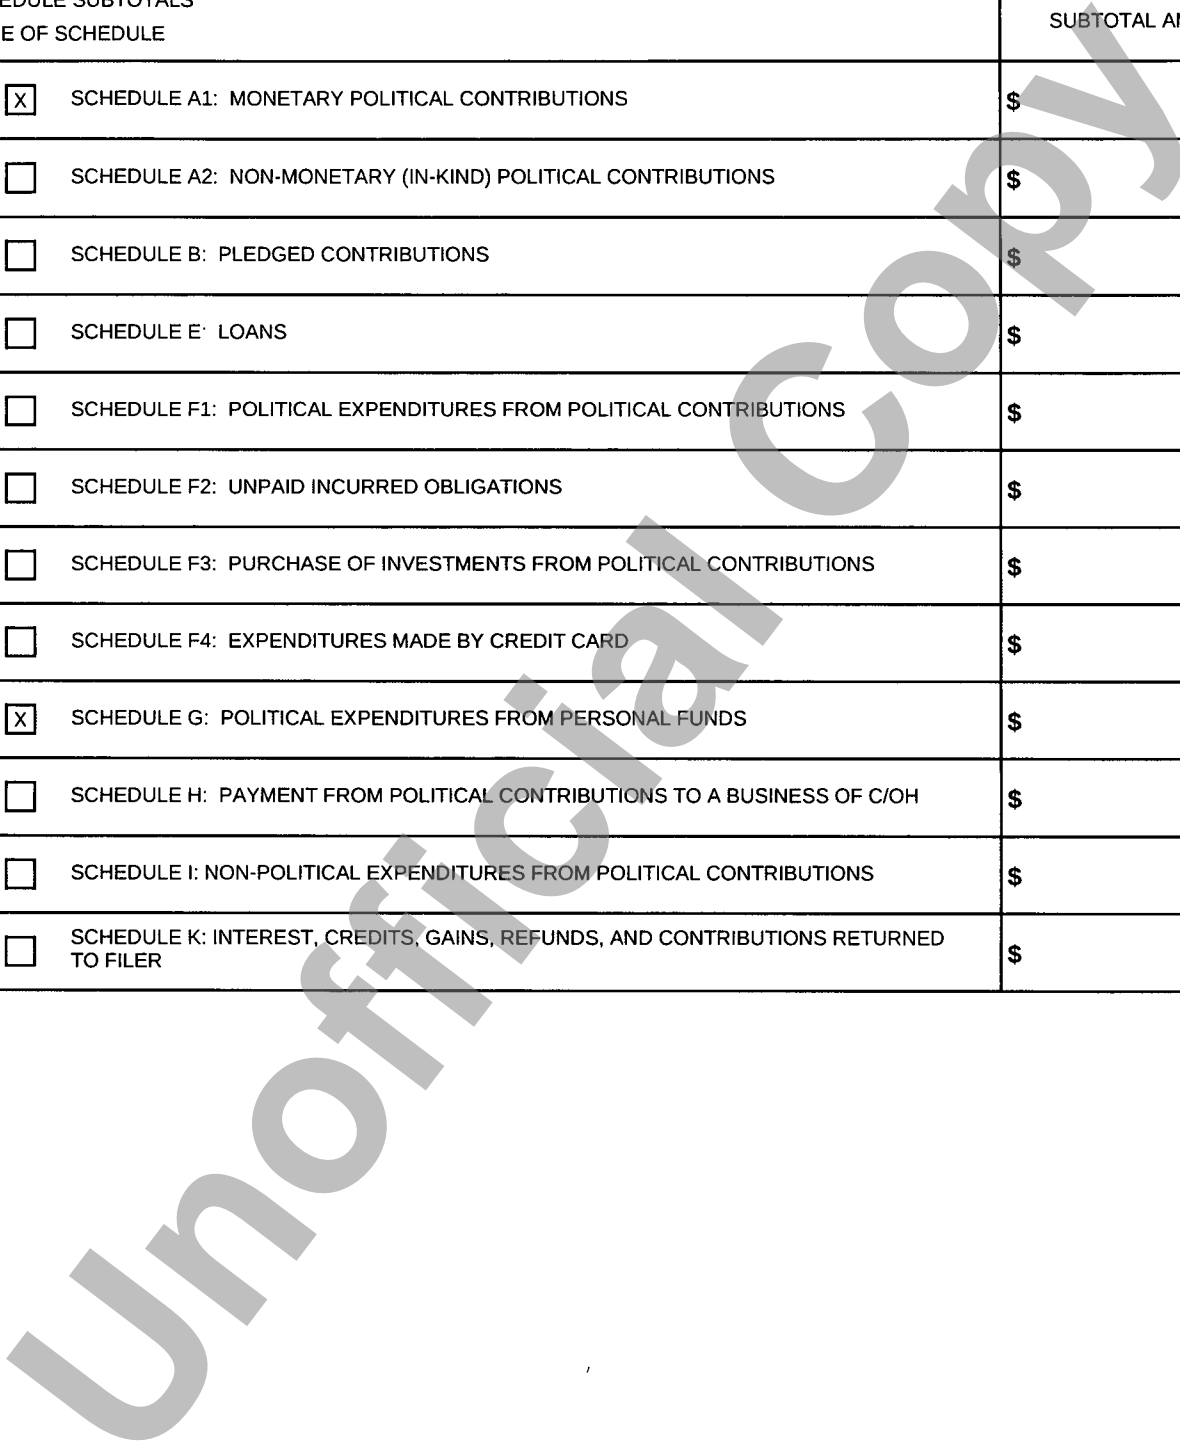 EDULE SUBTOTALS
E OF SCHEDULE
SUBTOTAL AM
X SCHEDULE A1: MONETARY POLITICAL CONTRIBUTIONS $
SCHEDULE A2: NON-MONETARY (IN-KIND) POLITICAL CONTRIBUTIONS $
SCHEDULE B: PLEDGED CONTRIBUTIONS $
SCHEDULE E: LOANS $
SCHEDULE F1: POLITICAL EXPENDITURES FROM POLITICAL CONTRIBUTIONS $
SCHEDULE F2: UNPAID INCURRED OBLIGATIONS $
SCHEDULE F3: PURCHASE OF INVESTMENTS FROM POLITICAL CONTRIBUTIONS $
SCHEDULE F4: EXPENDITURES MADE BY CREDIT CARD $
X SCHEDULE G: POLITICAL EXPENDITURES FROM PERSONAL FUNDS $
SCHEDULE H: PAYMENT FROM POLITICAL CONTRIBUTIONS TO A BUSINESS OF C/OH $
SCHEDULE I: NON-POLITICAL EXPENDITURES FROM POLITICAL CONTRIBUTIONS $
SCHEDULE K: INTEREST, CREDITS, GAINS, REFUNDS, AND CONTRIBUTIONS RETURNED
TO FILER $
Unofficial Copy